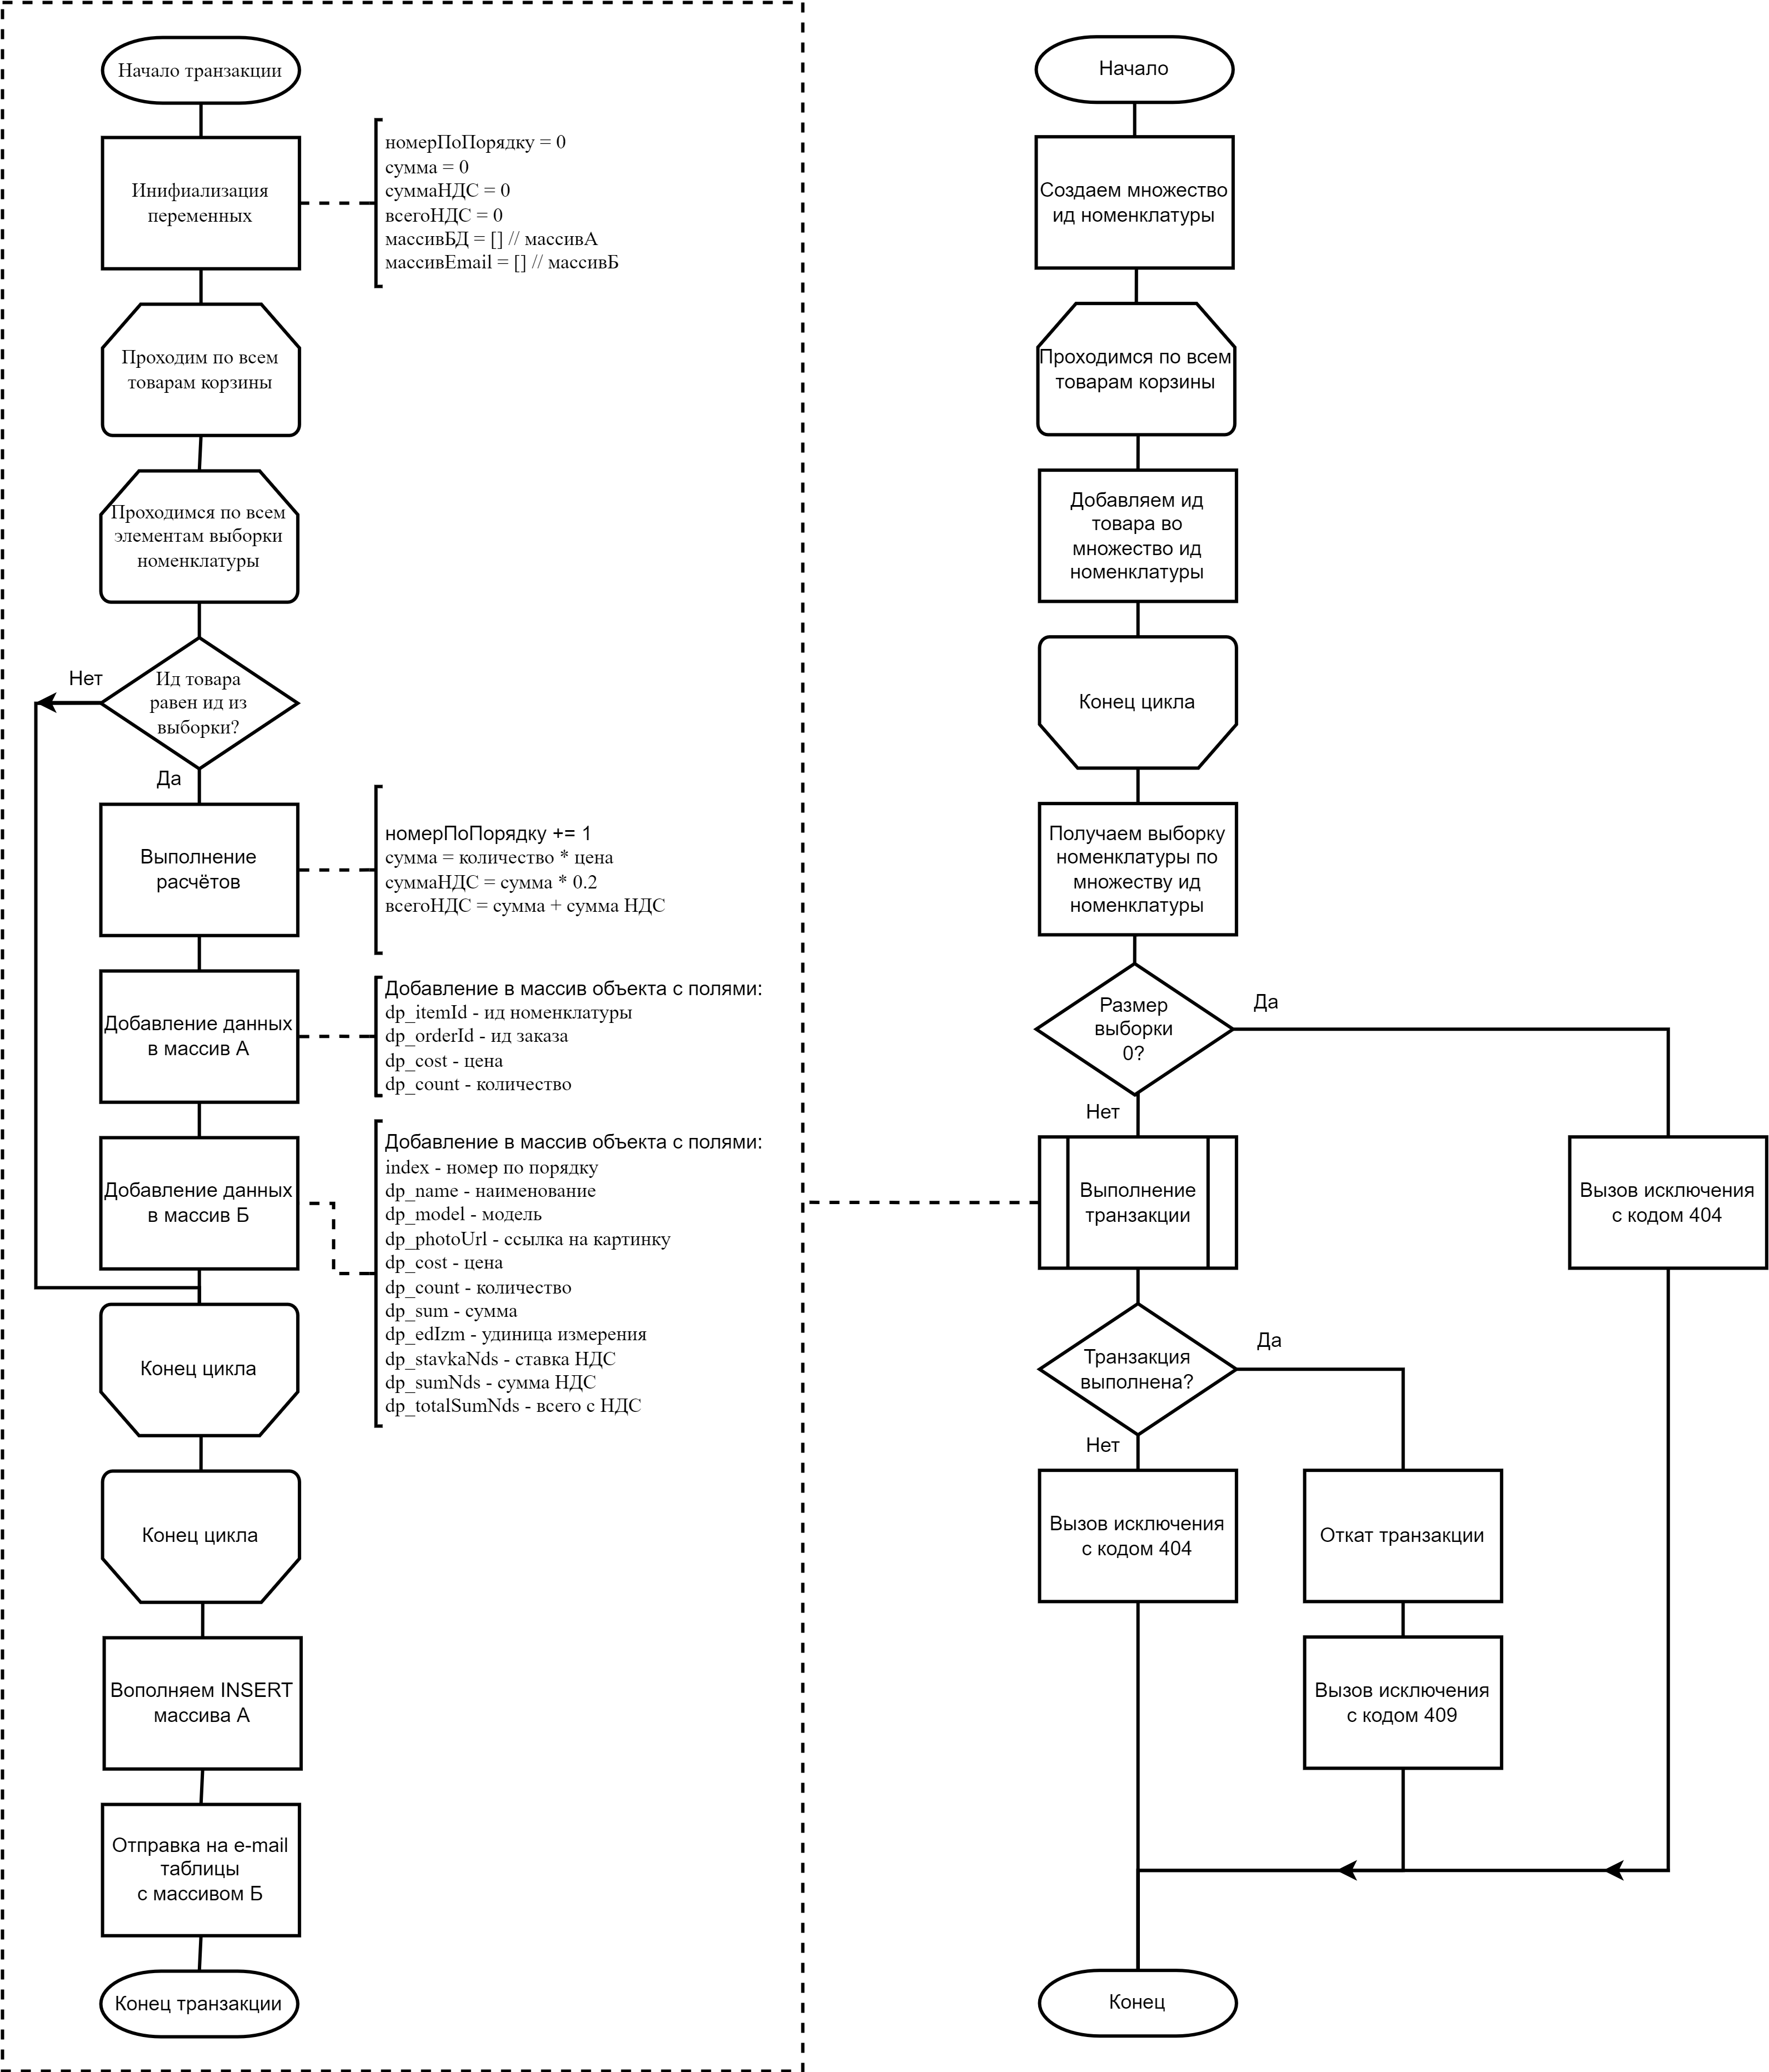 Начало транзакции
Инифиализация
переменных
номерПоПорядку = 0
сумма = 0
суммаНДС = 0
всегоНДС = 0
массивБД = [] // массивА
массивEmail = [] // массивБ
Проходим по всем
товарам корзины
Проходимся по всем
элементам выборки
номенклатуры
Ид товара
равен ид из
выборки?
Нет
Да
Выполнение
расчётов
номерПоПорядку += 1
сумма = количество * цена
суммаНДС = сумма * 0.2
всегоНДС = сумма + сумма НДС
Добавление данных
в массив А
Добавление в массив объекта с полями:
dp_itemId - ид номенклатуры
dp_orderId - ид заказа
dp_cost - цена
dp_count - количество
Добавление данных
в массив Б
Добавление в массив объекта с полями:
index - номер по порядку
dp_name - наименование
dp_model - модель
dp_photoUrl - ссылка на картинку
dp_cost - цена
dp_count - количество
dp_sum - сумма
dp_edIzm - удиница измерения
dp_stavkaNds - ставка НДС
dp_sumNds - сумма НДС
dp_totalSumNds - всего с НДС
Конец цикла
Конец цикла
Вополняем INSERT
массива А
Отправка на e-mail
таблицы
с массивом Б
Конец транзакции
Начало
Создаем множество
ид номенклатуры
Проходимся по всем
товарам корзины
Добавляем ид
товара во
множество ид
номенклатуры
Конец цикла
Получаем выборку
номенклатуры по
множеству ид
номенклатуры
Размер
выборки
0?
Да
Нет
Выполнение
транзакции
Вызов исключения
с кодом 404
Транзакция
выполнена?
Да
Нет
Вызов исключения
с кодом 404
Откат транзакции
Вызов исключения
с кодом 409
Конец